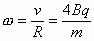 ω = v/R = 4Bq/m